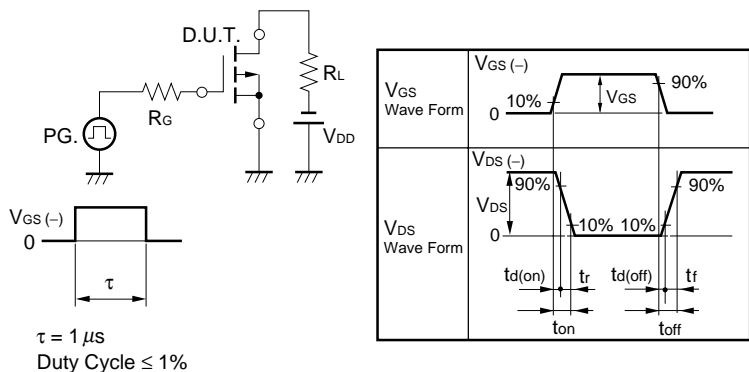 D.U.T.
RL
RG
PG.
VDD
VGS (−)
0
τ
τ = 1 μs
Duty Cycle ≤ 1%
VGS
Wave Form
VGS (−)
10%
0
VGS
90%
VDS
Wave Form
VDS (−)
90%
VDS
0
10%
10%
90%
td(on)
tr
td(off)
tf
ton
toff